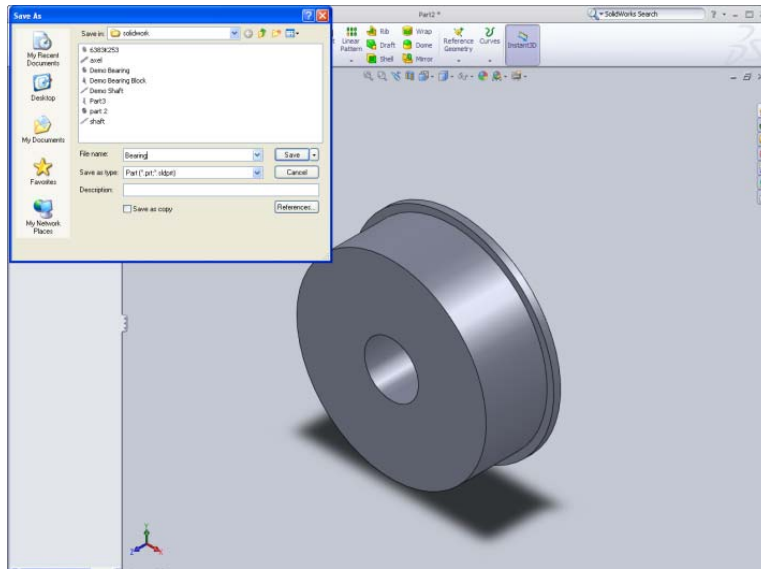 Save As
Part2 *
SolidWorks Search
Save in:
solidwork
My Recent Documents
Desktop
My Documents
Favorites
My Network Places
6383K253
axel
Demo Bearing
Demo Bearing Block
Demo Shaft
Part3
part 2
shaft
File name:
Bearing
Save
Save as type:
Part (*.prt;*.sldprt)
Cancel
Description:
Save as copy
References...
Linear Pattern
Rib
Draft
Shell
Wrap
Dome
Mirror
Reference Geometry
Curves
Instant3D
Y
Z
X